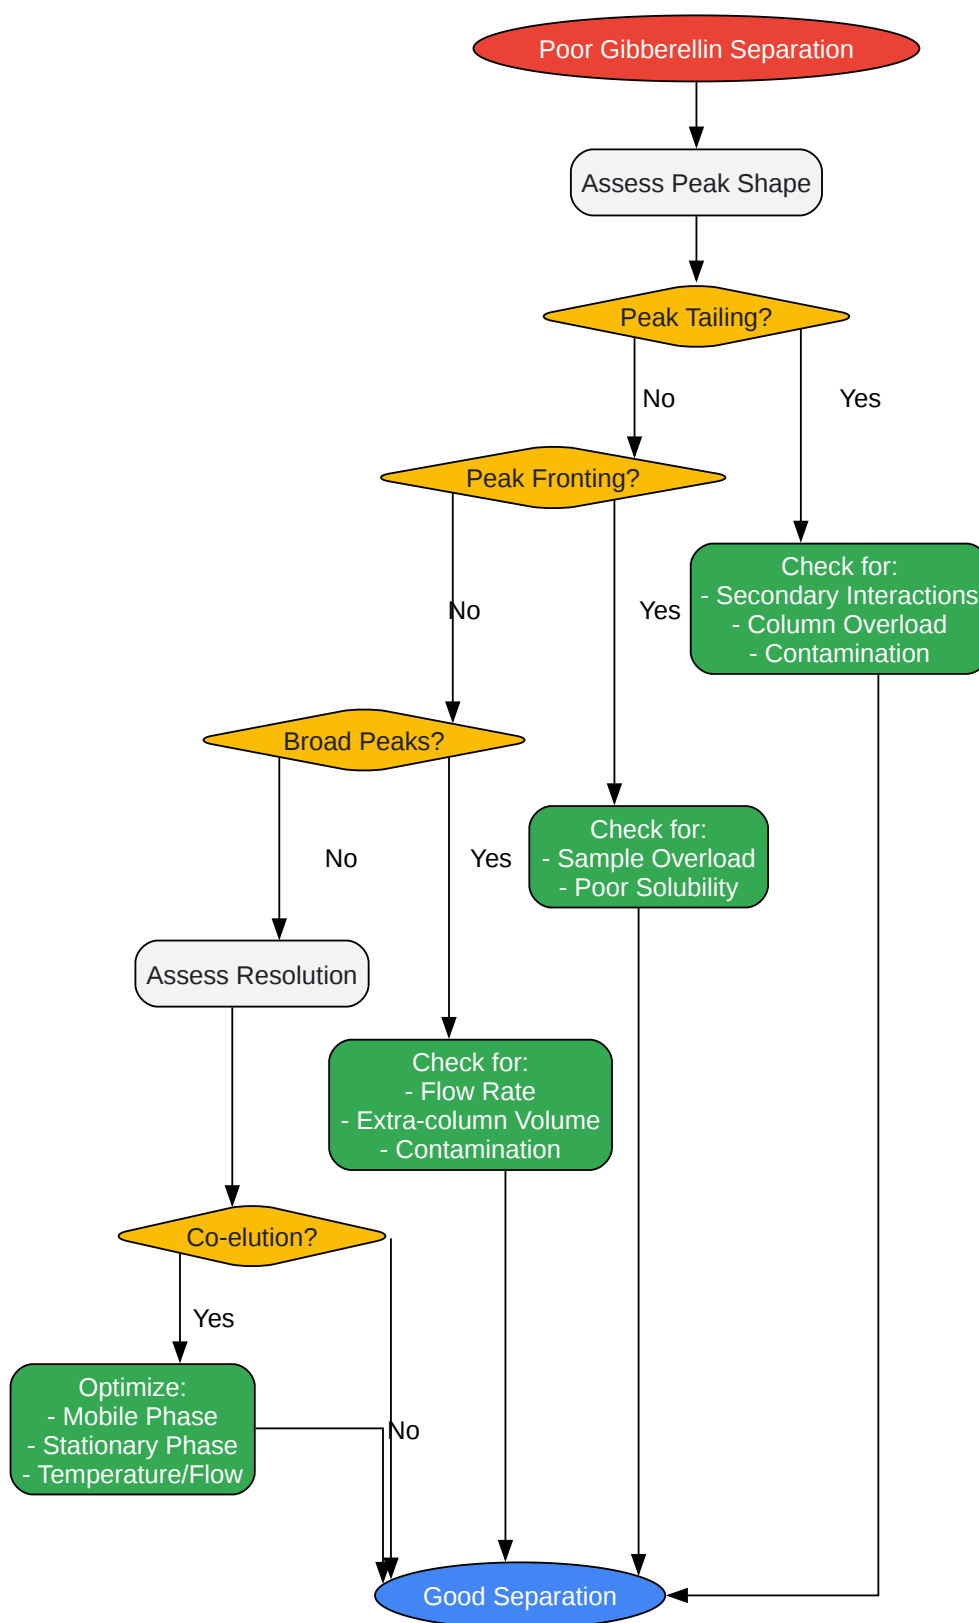 Poor Gibberellin Separation
Assess Peak Shape
Peak Tailing?
No
Yes
Peak Fronting?
No
Yes
Check for:
- Secondary Interactions
- Column Overload
- Contamination
Broad Peaks?
No
Yes
Check for:
- Sample Overload
- Poor Solubility
Assess Resolution
Check for:
- Flow Rate
- Extra-column Volume
- Contamination
Co-elution?
Yes
No
Optimize:
- Mobile Phase
- Stationary Phase
- Temperature/Flow
Good Separation